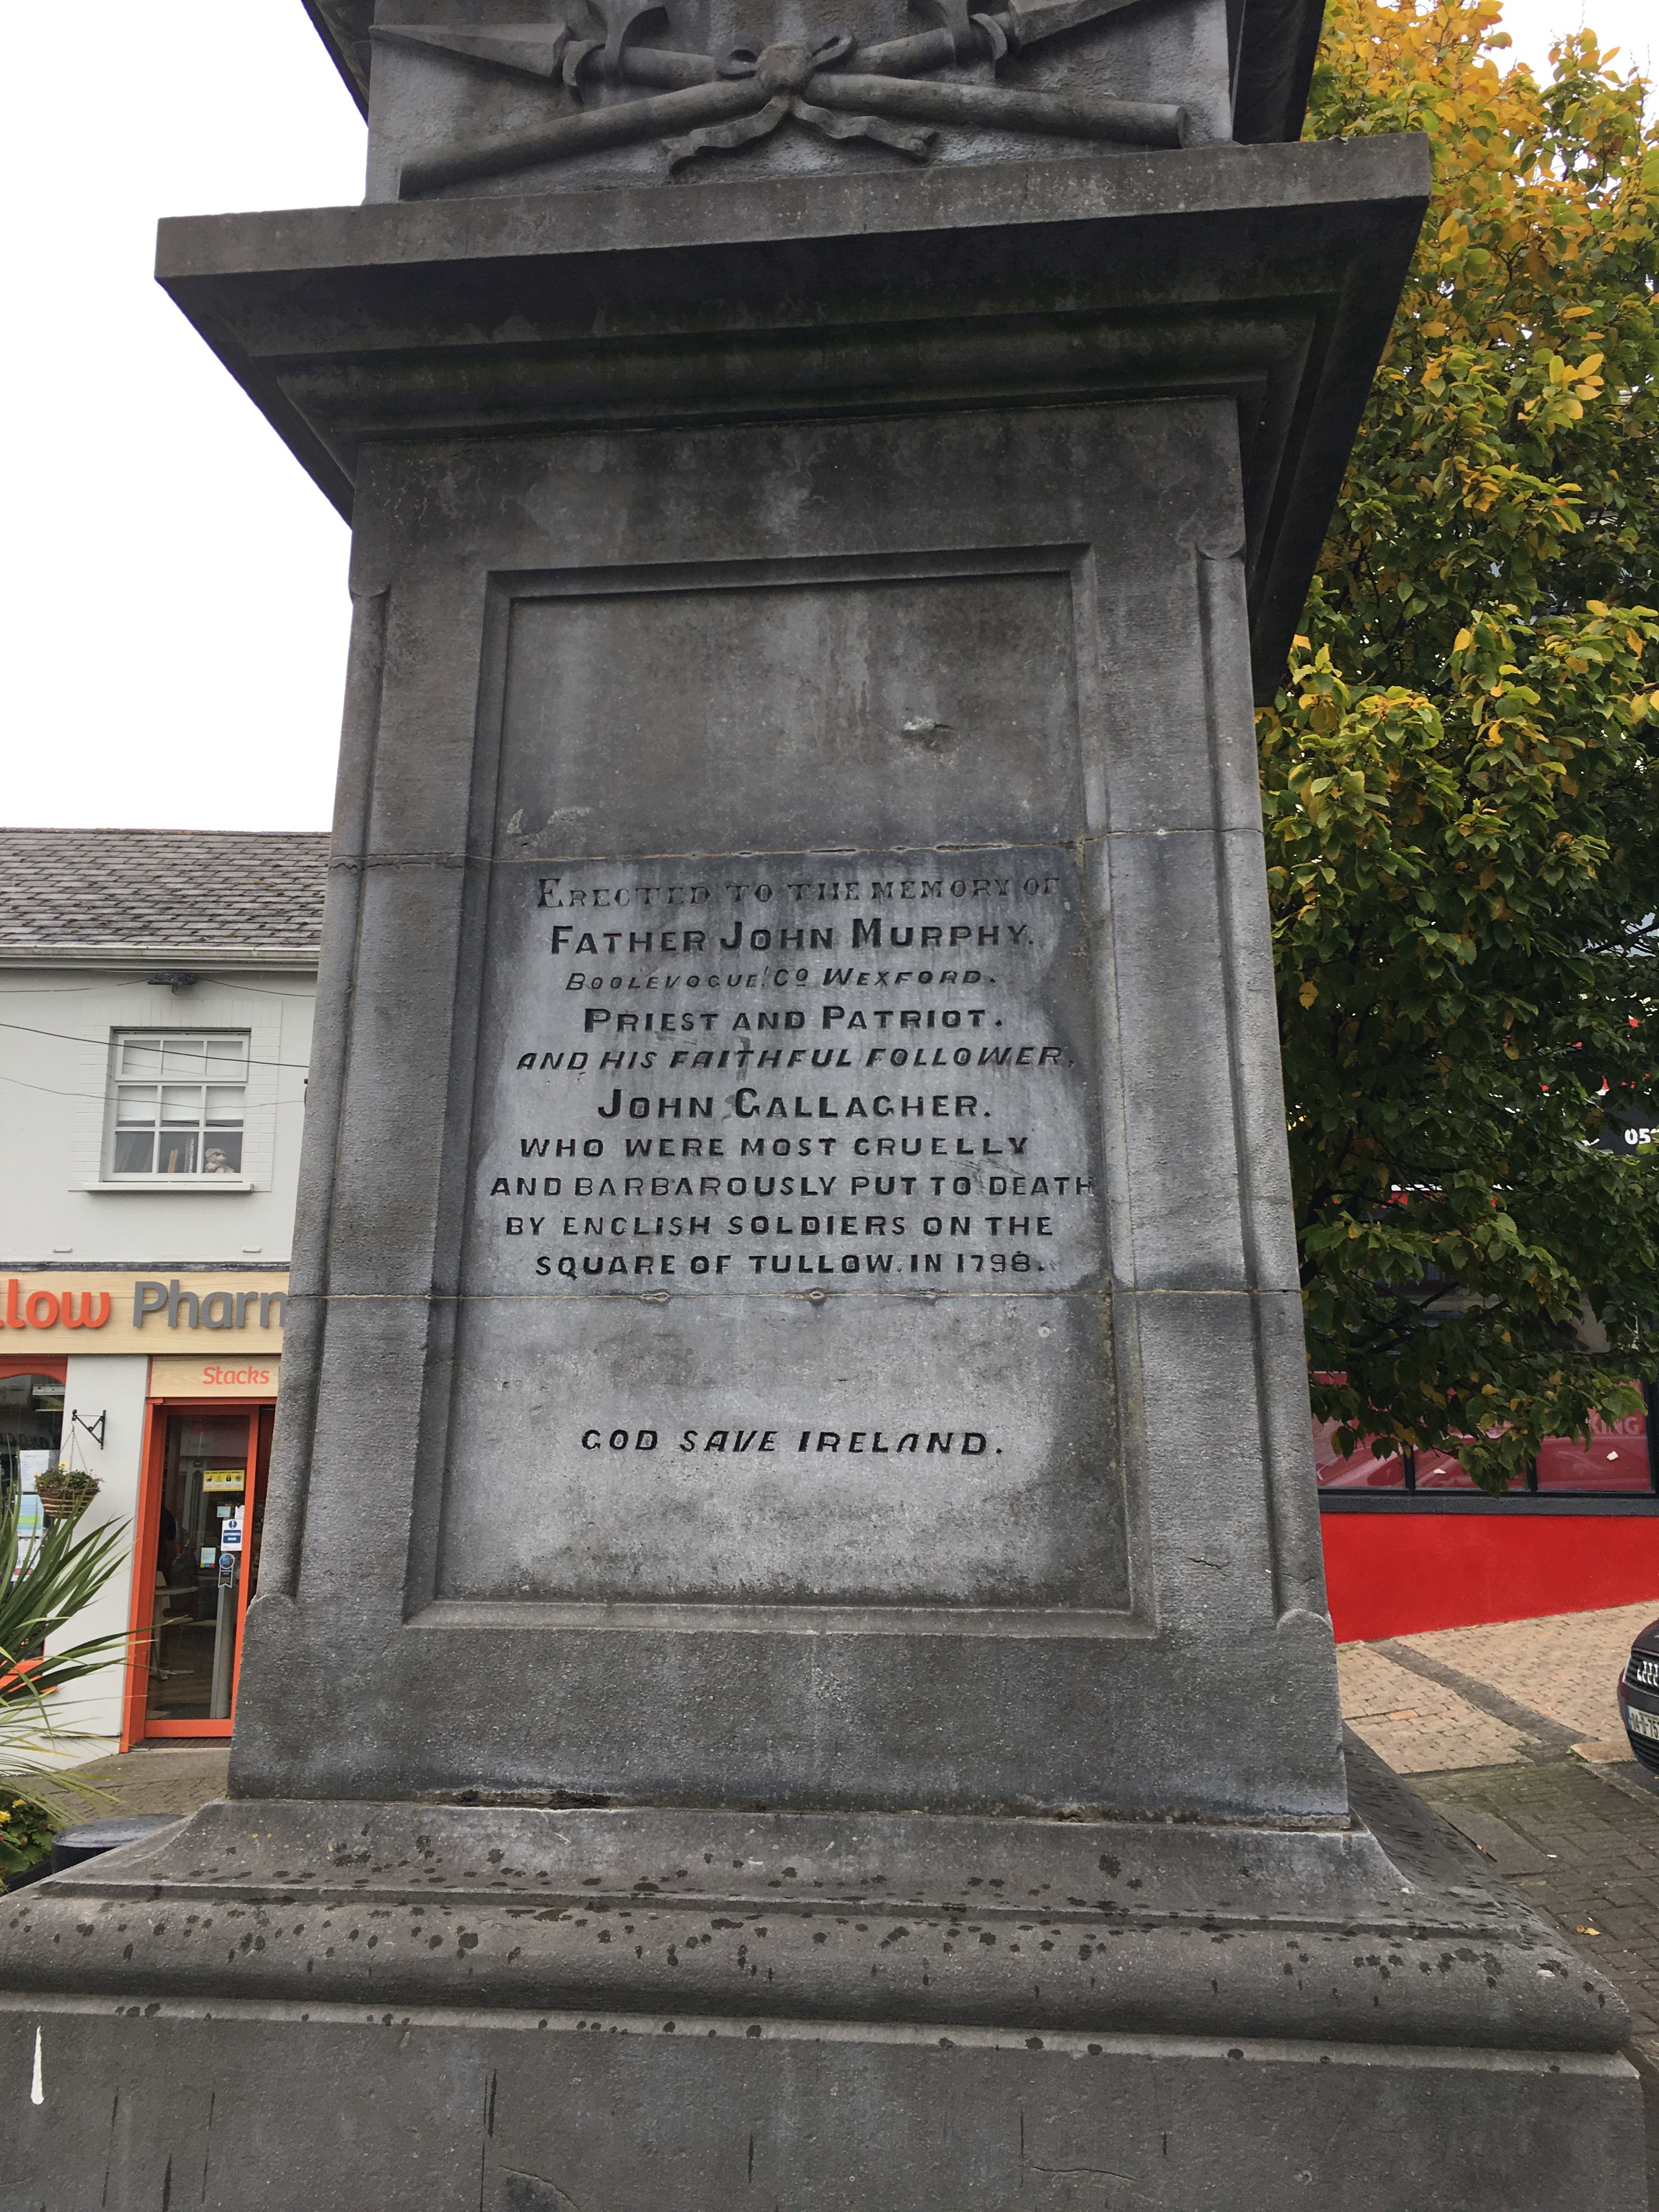 ERECTED TO THE MEMORY OF
FATHER JOHN MURPHY.
BOOLEVOGUE, Co WEXFORD.
PRIEST AND PATRIOT.
AND HIS FAITHFUL FOLLOWER,
JOHN GALLAGHER.
WHO WERE MOST CRUELLY
AND BARBAROUSLY PUT TO DEATH
BY ENGLISH SOLDIERS ON THE
SQUARE OF TULLOW. IN 1798.
GOD SAVE IRELAND.
llow Pharm
Stacks
05
KING